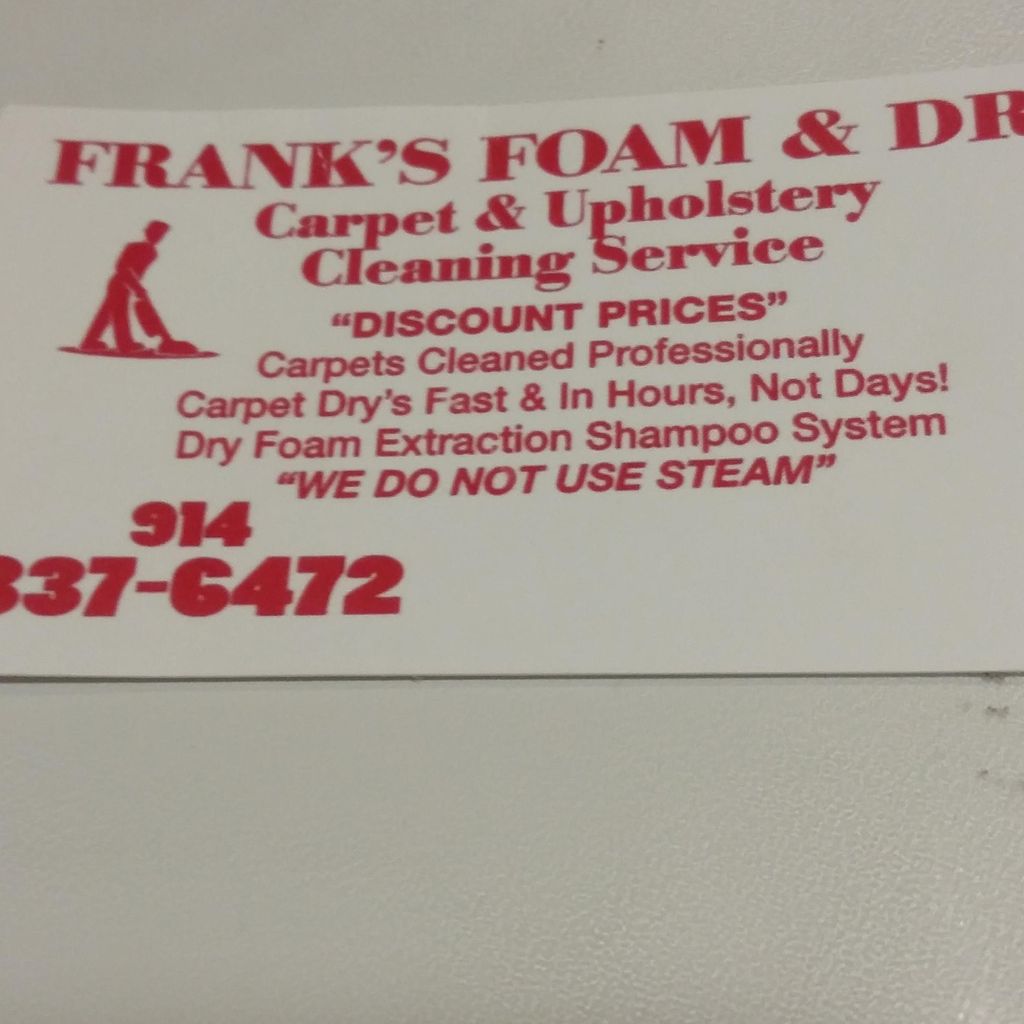 FRANK'S FOAM & DR
Carpet & Upholstery
Cleaning Service
"DISCOUNT PRICES"
Carpets Cleaned Professionally
Carpet Dry's Fast & In Hours, Not Days!
Dry Foam Extraction Shampoo System
"WE DO NOT USE STEAM"
914
337-6472